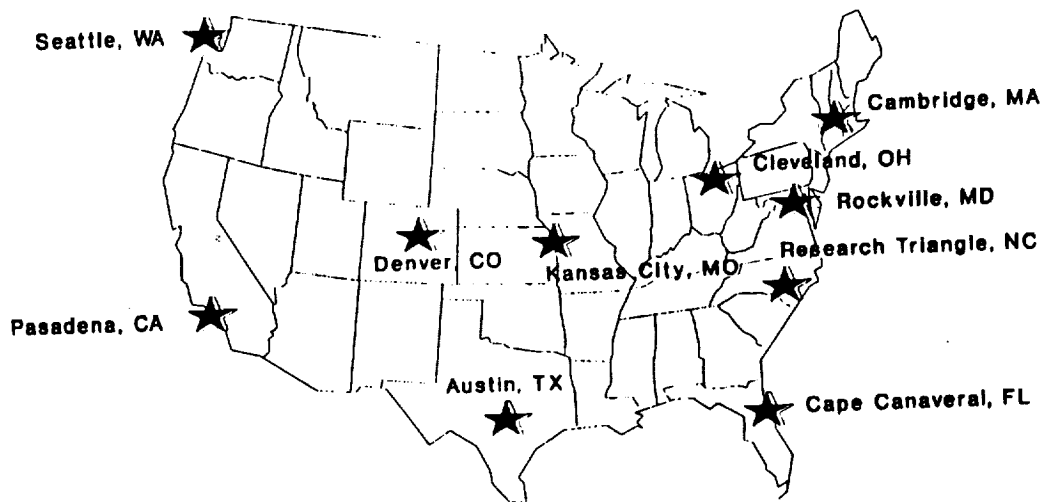 Seattle, WA
Cambridge, MA
Cleveland, OH
Rockville, MD
Research Triangle, NC
Denver, CO
Kansas City, MO
Pasadena, CA
Austin, TX
Cape Canaveral, FL